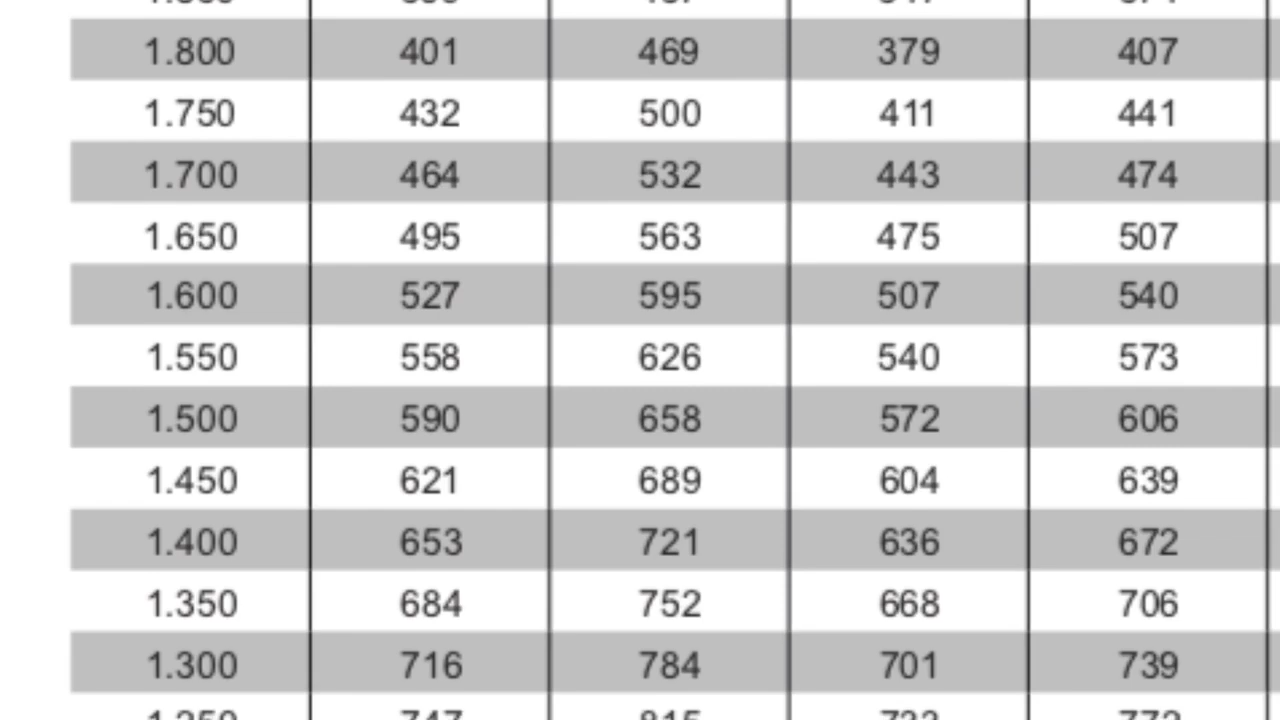 1.800 401 469 379 407
1.750 432 500 411 441
1.700 464 532 443 474
1.650 495 563 475 507
1.600 527 595 507 540
1.550 558 626 540 573
1.500 590 658 572 606
1.450 621 689 604 639
1.400 653 721 636 672
1.350 684 752 668 706
1.300 716 784 701 739